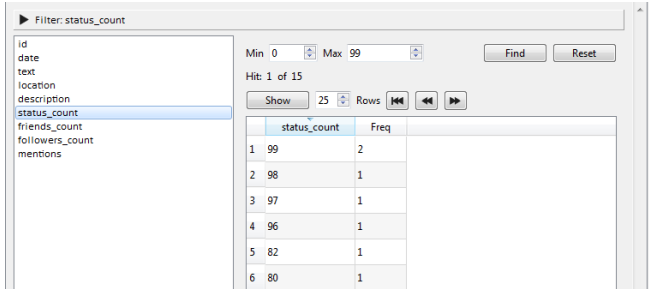 Filter: status_count
id
date
text
location
description
status_count
friends_count
followers_count
mentions
Min 0 Max 99 Find Reset
Hit: 1 of 15
Show 25 Rows
status_count Freq
1 99 2
2 98 1
3 97 1
4 96 1
5 82 1
6 80 1